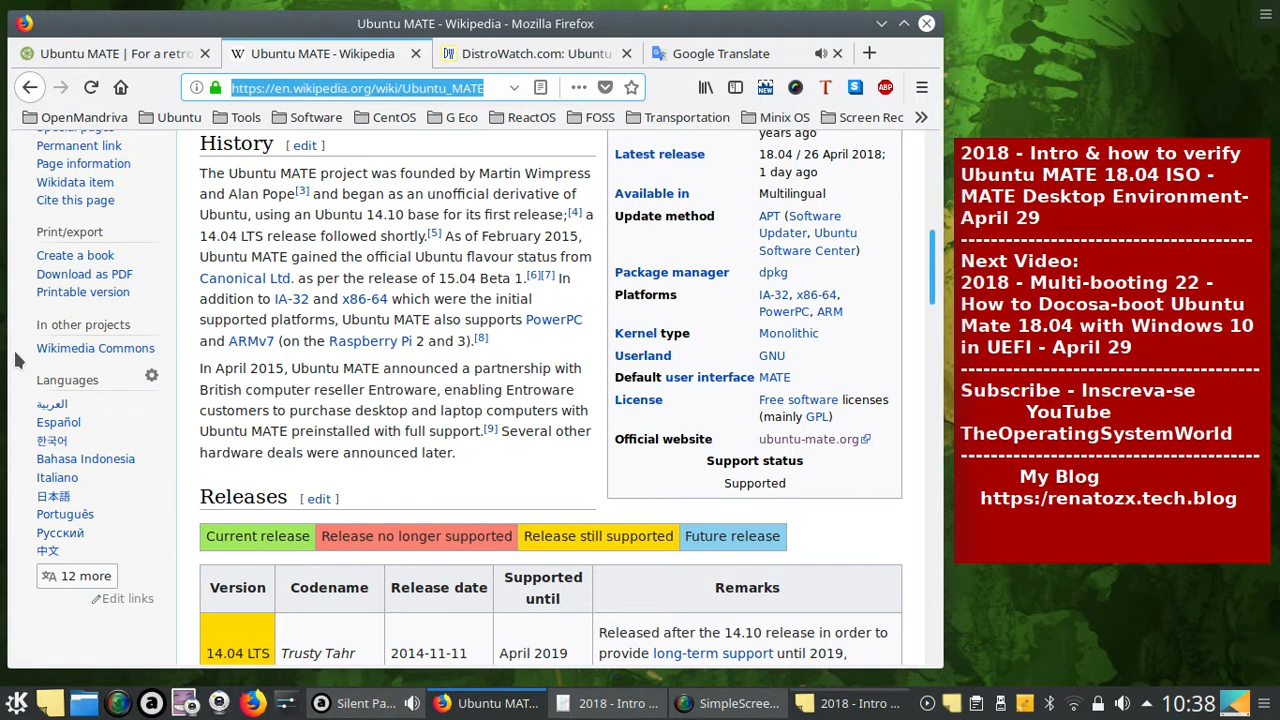 Ubuntu MATE - Wikipedia - Mozilla Firefox
Ubuntu MATE | For a retro
Ubuntu MATE - Wikipedia
DistroWatch.com: Ubuntu
Google Translate
https://en.wikipedia.org/wiki/Ubuntu_MATE
OpenMandriva
Ubuntu
Tools
Software
CentOS
G Eco
ReactOS
FOSS
Transportation
Minix OS
Screen Rec
Permanent link
Page information
Wikidata item
Cite this page
Print/export
Create a book
Download as PDF
Printable version
In other projects
Wikimedia Commons
Languages
العربية
Español
한국어
Bahasa Indonesia
Italiano
日本語
Português
Русский
中文
12 more
Edit links
History [ edit ]
The Ubuntu MATE project was founded by Martin Wimpress
and Alan Pope[3] and began as an unofficial derivative of
Ubuntu, using an Ubuntu 14.10 base for its first release;[4] a
14.04 LTS release followed shortly.[5] As of February 2015,
Ubuntu MATE gained the official Ubuntu flavour status from
Canonical Ltd. as per the release of 15.04 Beta 1.[6][7] In
addition to IA-32 and x86-64 which were the initial
supported platforms, Ubuntu MATE also supports PowerPC
and ARMv7 (on the Raspberry Pi 2 and 3).[8]
In April 2015, Ubuntu MATE announced a partnership with
British computer reseller Entroware, enabling Entroware
customers to purchase desktop and laptop computers with
Ubuntu MATE preinstalled with full support.[9] Several other
hardware deals were announced later.
years ago
Latest release 18.04 / 26 April 2018;
1 day ago
Available in Multilingual
Update method APT (Software
Updater, Ubuntu
Software Center)
Package manager dpkg
Platforms IA-32, x86-64,
PowerPC, ARM
Kernel type Monolithic
Userland GNU
Default user interface MATE
License Free software licenses
(mainly GPL)
Official website ubuntu-mate.org
Support status
Supported
Releases [ edit ]
Current release Release no longer supported Release still supported Future release
Version Codename Release date Supported until Remarks
14.04 LTS Trusty Tahr 2014-11-11 April 2019 Released after the 14.10 release in order to
provide long-term support until 2019,
2018 - Intro & how to verify
Ubuntu MATE 18.04 ISO -
MATE Desktop Environment-
April 29
---------------------------------------
Next Video:
2018 - Multi-booting 22 -
How to Docosa-boot Ubuntu
Mate 18.04 with Windows 10
in UEFI - April 29
----------------------------------------
Subscribe - Inscreva-se
YouTube
TheOperatingSystemWorld
----------------------------------------
My Blog
https:/renatozx.tech.blog
Silent Pa...
Ubuntu MAT...
2018 - Intro ...
SimpleScree...
2018 - Intro ...
10:38